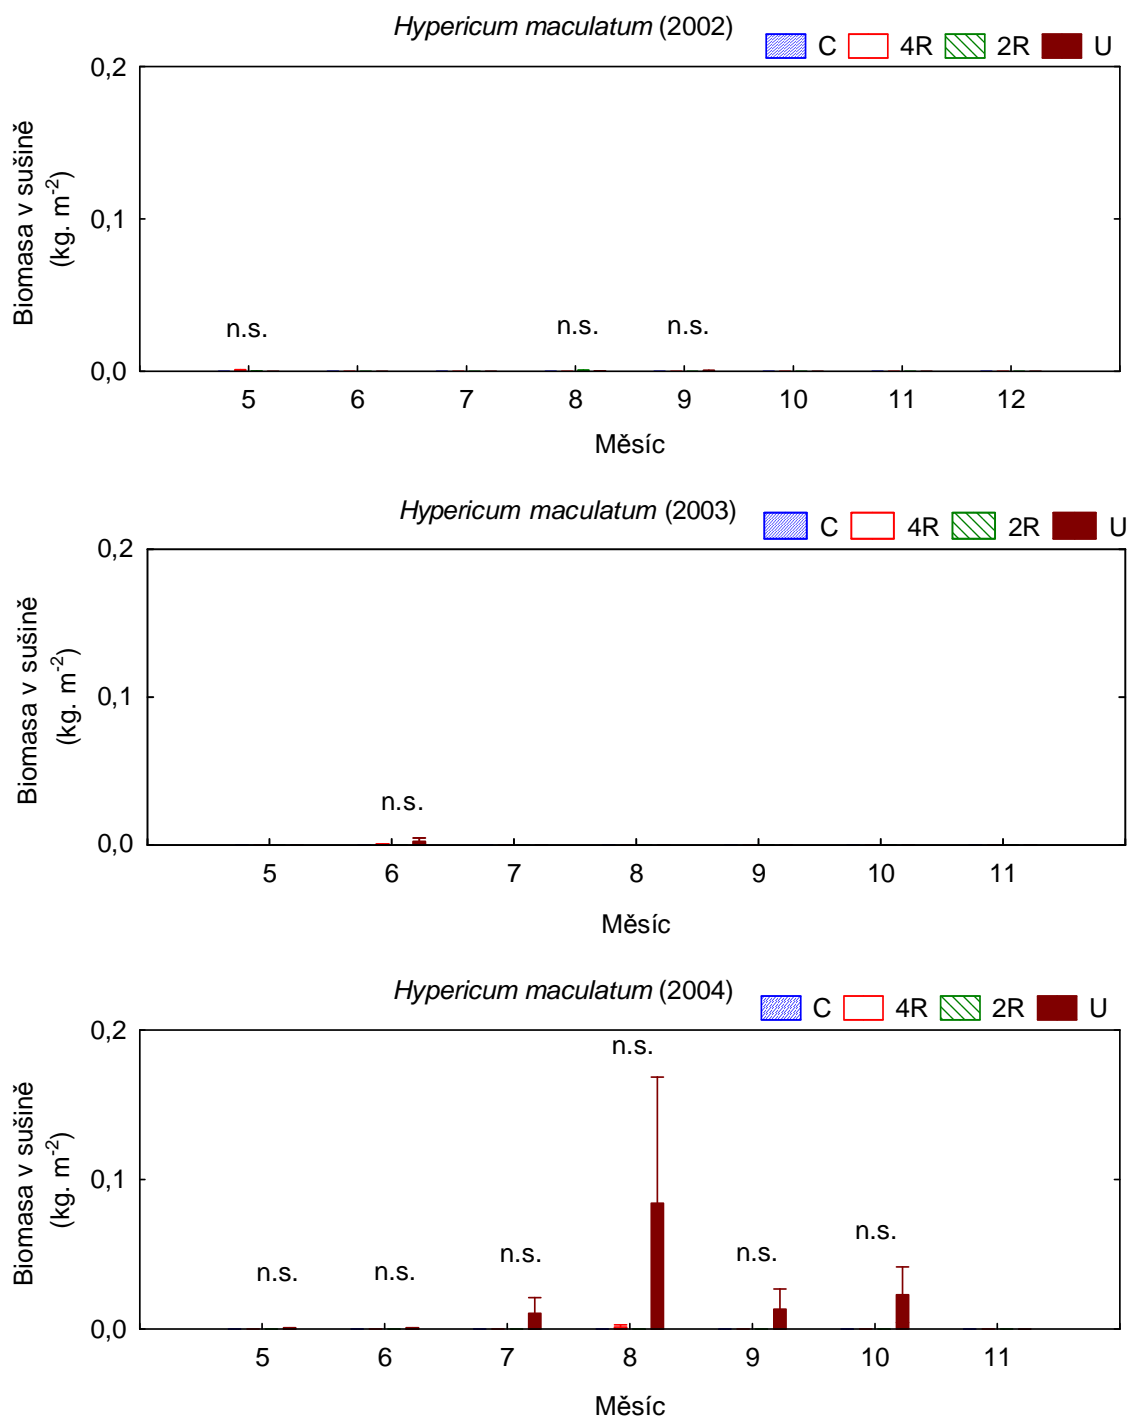 Hypericum maculatum (2002)
C 4R 2R U
Biomasa v sušině
(kg. m-2)
0,2
0,1
0,0
n.s. n.s. n.s.
5 6 7 8 9 10 11 12
Měsíc
Hypericum maculatum (2003)
C 4R 2R U
Biomasa v sušině
(kg. m-2)
0,2
0,1
0,0
n.s.
5 6 7 8 9 10 11
Měsíc
Hypericum maculatum (2004)
C 4R 2R U
Biomasa v sušině
(kg. m-2)
0,2
0,1
0,0
n.s. n.s. n.s. n.s. n.s. n.s.
5 6 7 8 9 10 11
Měsíc